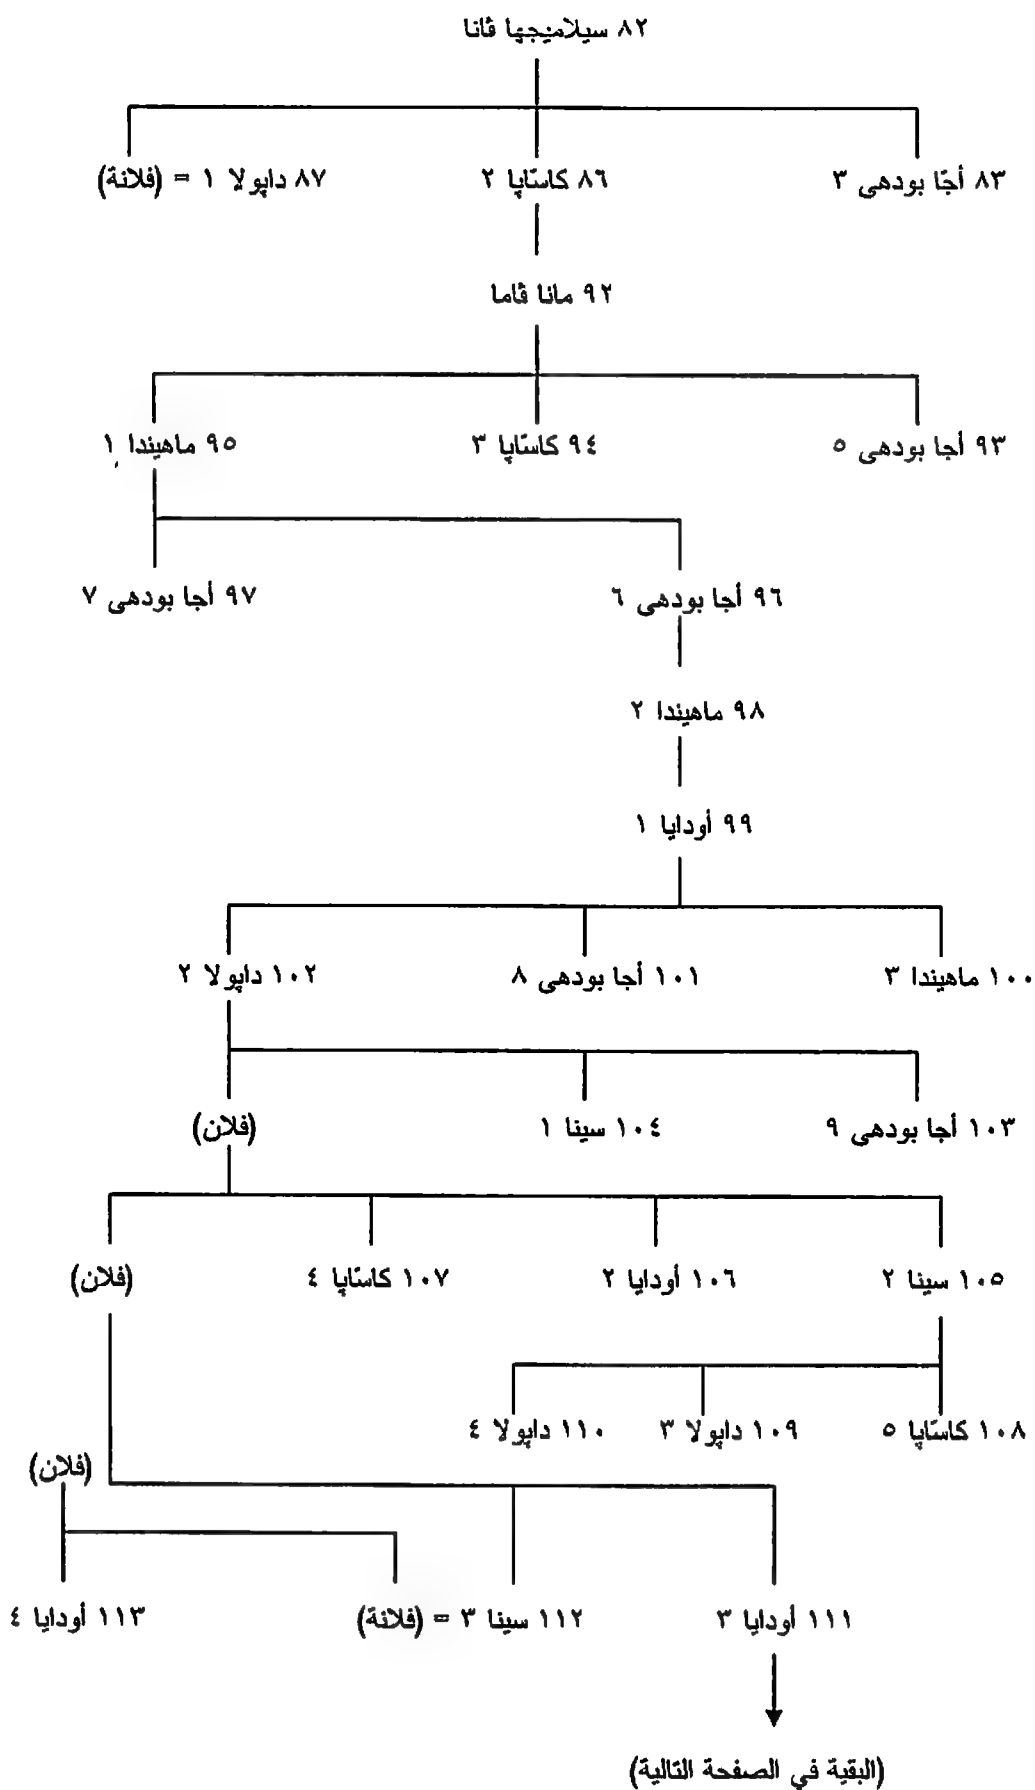 ٨٢ سيلاميجها ڤانا
٨٣ أجّا بودهى ٣ ٨٦ كاسّاپا ٢ ٨٧ داپولا ١ = (فلانة)
٩٢ مانا ڤاما
٩٣ أجا بودهى ٥ ٩٤ كاسّاپا ٣ ٩٥ ماهيندا ١
٩٦ أجا بودهى ٦ ٩٧ أجا بودهى ٧
٩٨ ماهيندا ٢
٩٩ أودايا ١
١٠٠ ماهيندا ٣ ١٠١ أجا بودهى ٨ ١٠٢ داپولا ٢
١٠٣ أجا بودهى ٩ ١٠٤ سينا ١ (فلان)
١٠٥ سينا ٢ ١٠٦ أودايا ٢ ١٠٧ كاسّاپا ٤ (فلان)
١٠٨ كاسّاپا ٥ ١٠٩ داپولا ٣ ١١٠ داپولا ٤
(فلان)
١١١ أودايا ٣ ١١٢ سينا ٣ = (فلانة) ١١٣ أودايا ٤
(البقية في الصفحة التالية)